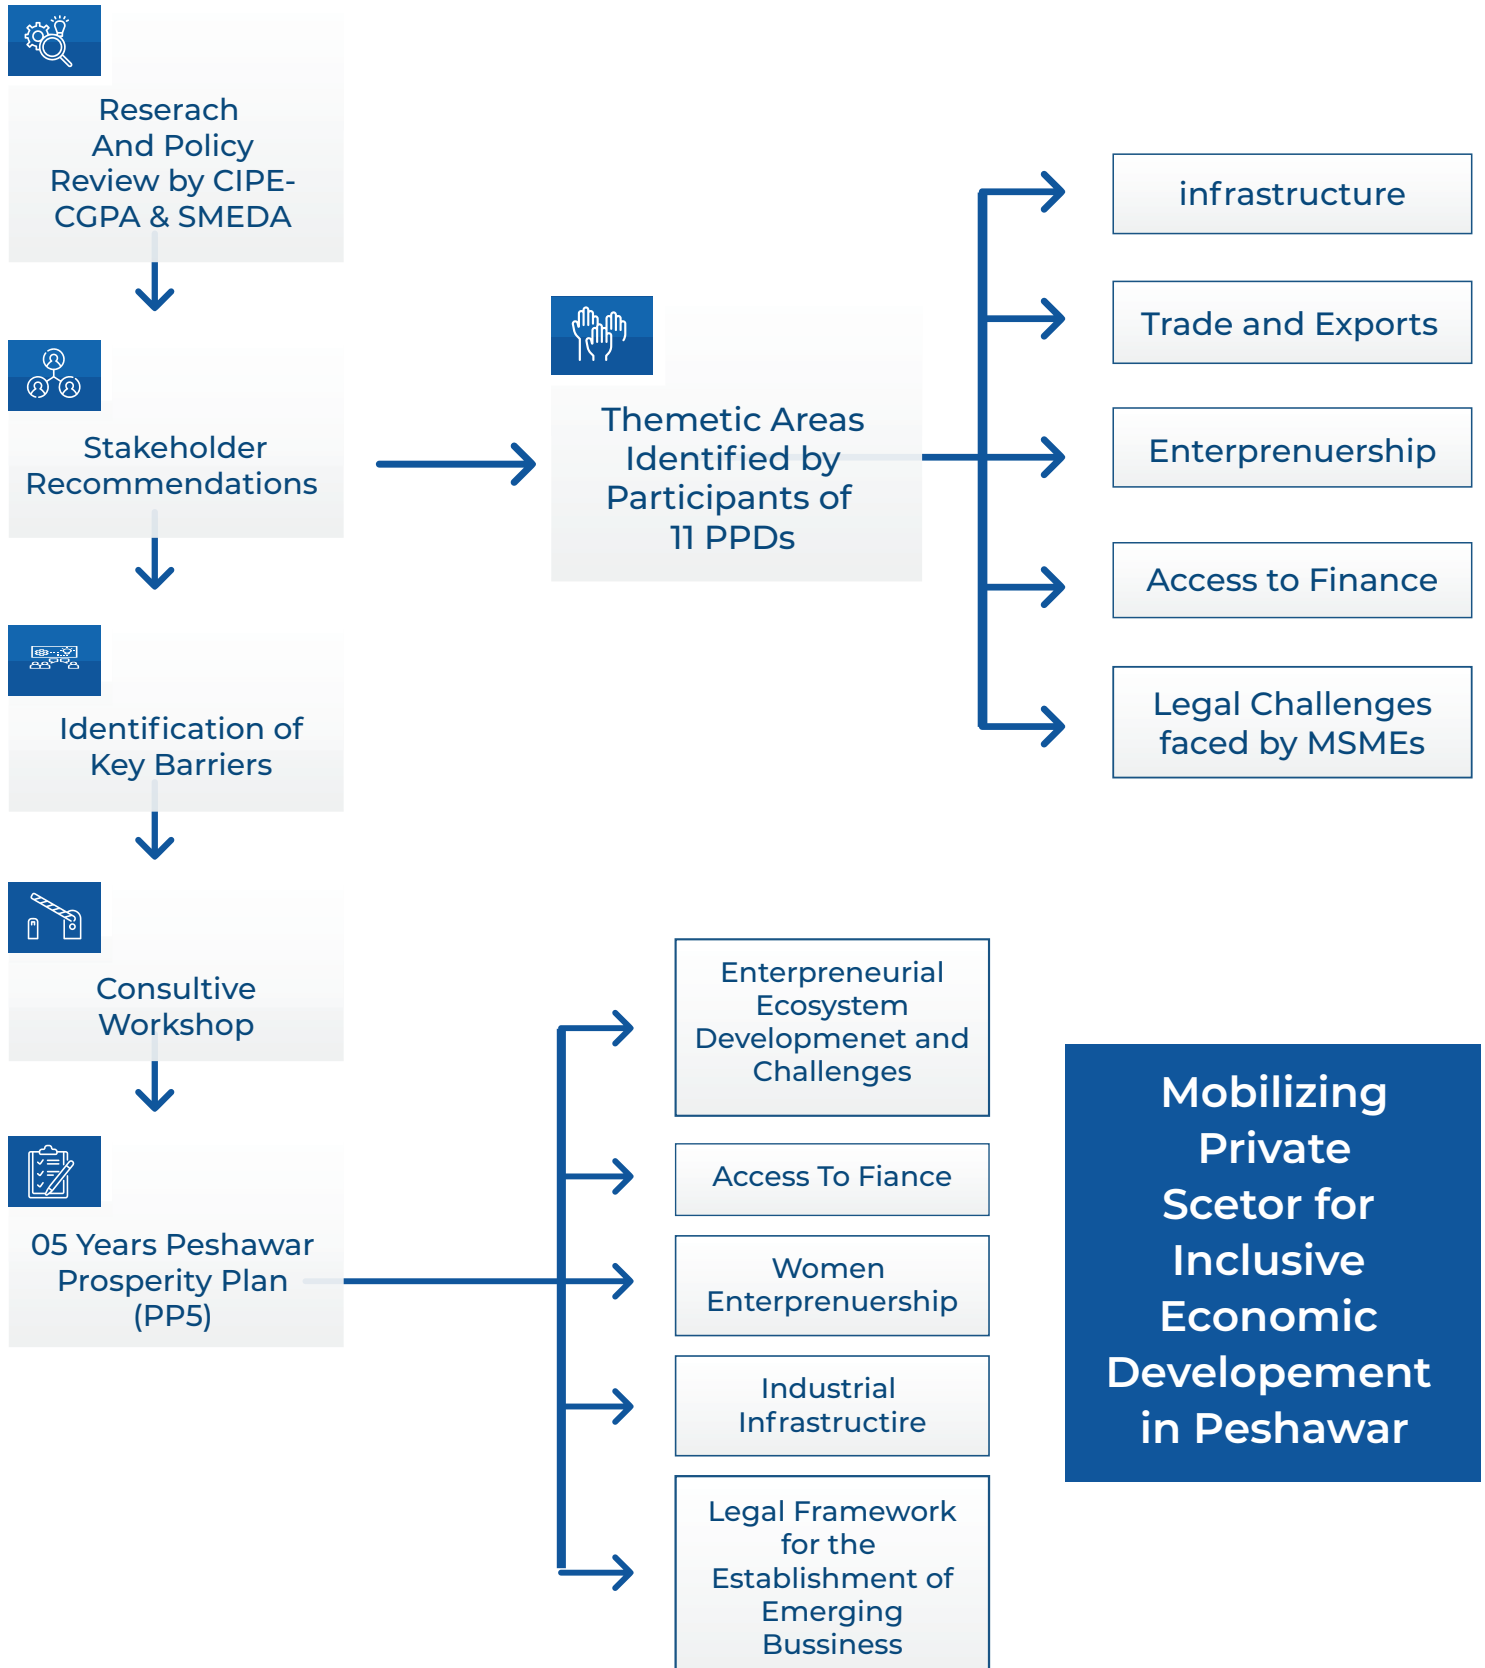 Reserach
And Policy
Review by CIPE-
CGPA & SMEDA
Stakeholder
Recommendations
Identification of
Key Barriers
Consultive
Workshop
05 Years Peshawar
Prosperity Plan
(PP5)
Themetic Areas
Identified by
Participants of
11 PPDs
infrastructure
Trade and Exports
Enterprenuership
Access to Finance
Legal Challenges
faced by MSMEs
Enterpreneurial
Ecosystem
Developmenet and
Challenges
Access To Fiance
Women
Enterprenuership
Industrial
Infrastructire
Legal Framework
for the
Establishment of
Emerging
Bussiness
Mobilizing
Private
Scetor for
Inclusive
Economic
Developement
in Peshawar